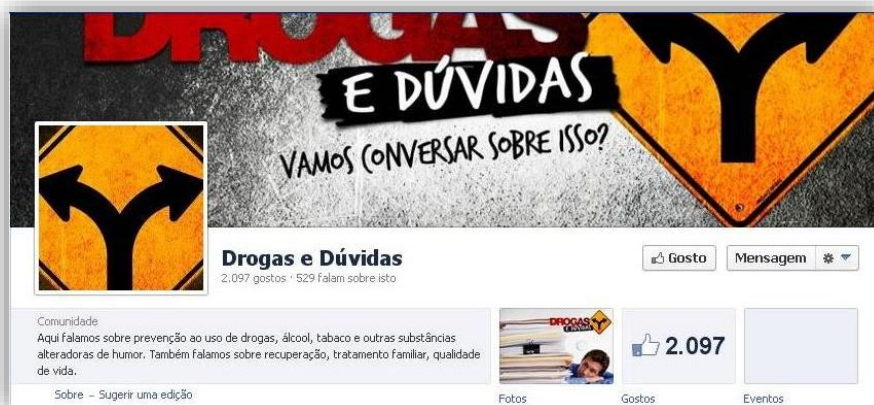 DROGAS
E DÚVIDAS
VAMOS CONVERSAR SOBRE ISSO?
Drogas e Dúvidas
2.097 gostos · 529 falam sobre isto
Gosto
Mensagem
Comunidade
Aqui falamos sobre prevenção ao uso de drogas, álcool, tabaco e outras substâncias
alteradoras de humor. Também falamos sobre recuperação, tratamento familiar, qualidade
de vida.
Sobre – Sugerir uma edição
DROGAS
E DÚVIDAS
Fotos
2.097
Gostos
Eventos